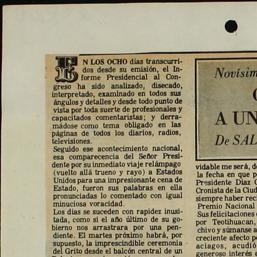 EN LOS OCHO días transcurri-
dos desde su emisión, el In-
forme Presidencial al Con-
greso ha sido analizado, disecado,
interpretado, examinado en todos sus
ángulos y detalles y desde todo punto
de vista por toda suerte de profesionales y
capacitados comentaristas; y derra-
mándose como tema obligado en las
páginas de todos los diarios, radios,
televisiones.
Seguido ese acontecimiento nacional,
esa comparecencia del Señor Presi-
dente por su inmediato viaje relámpago
(vuelto allá trueno y rayo) a Estados
Unidos para una impresionante cena de
Estado, fueron sus palabras en ella
pronunciadas lo comentado con igual
minuciosa voracidad.
Los días se suceden con rapidez inusi-
tada, como si el año último de su go-
bierno nos arrastrara por una pen-
diente. El martes próximo habrá, por
supuesto, la imprescindible ceremonia
del Grito desde el balcón central de un
Novísim
A UN
De SAL
vidable me será, d
la fecha en que p
Presidente Díaz O
Cronista de la Ciud
siempre haber rec
Premio Nacional
Sus felicitaciones
por Teotihuacan,
chivo y súmanse a
creciente afecto p
elagos, acudió
generoso interés e